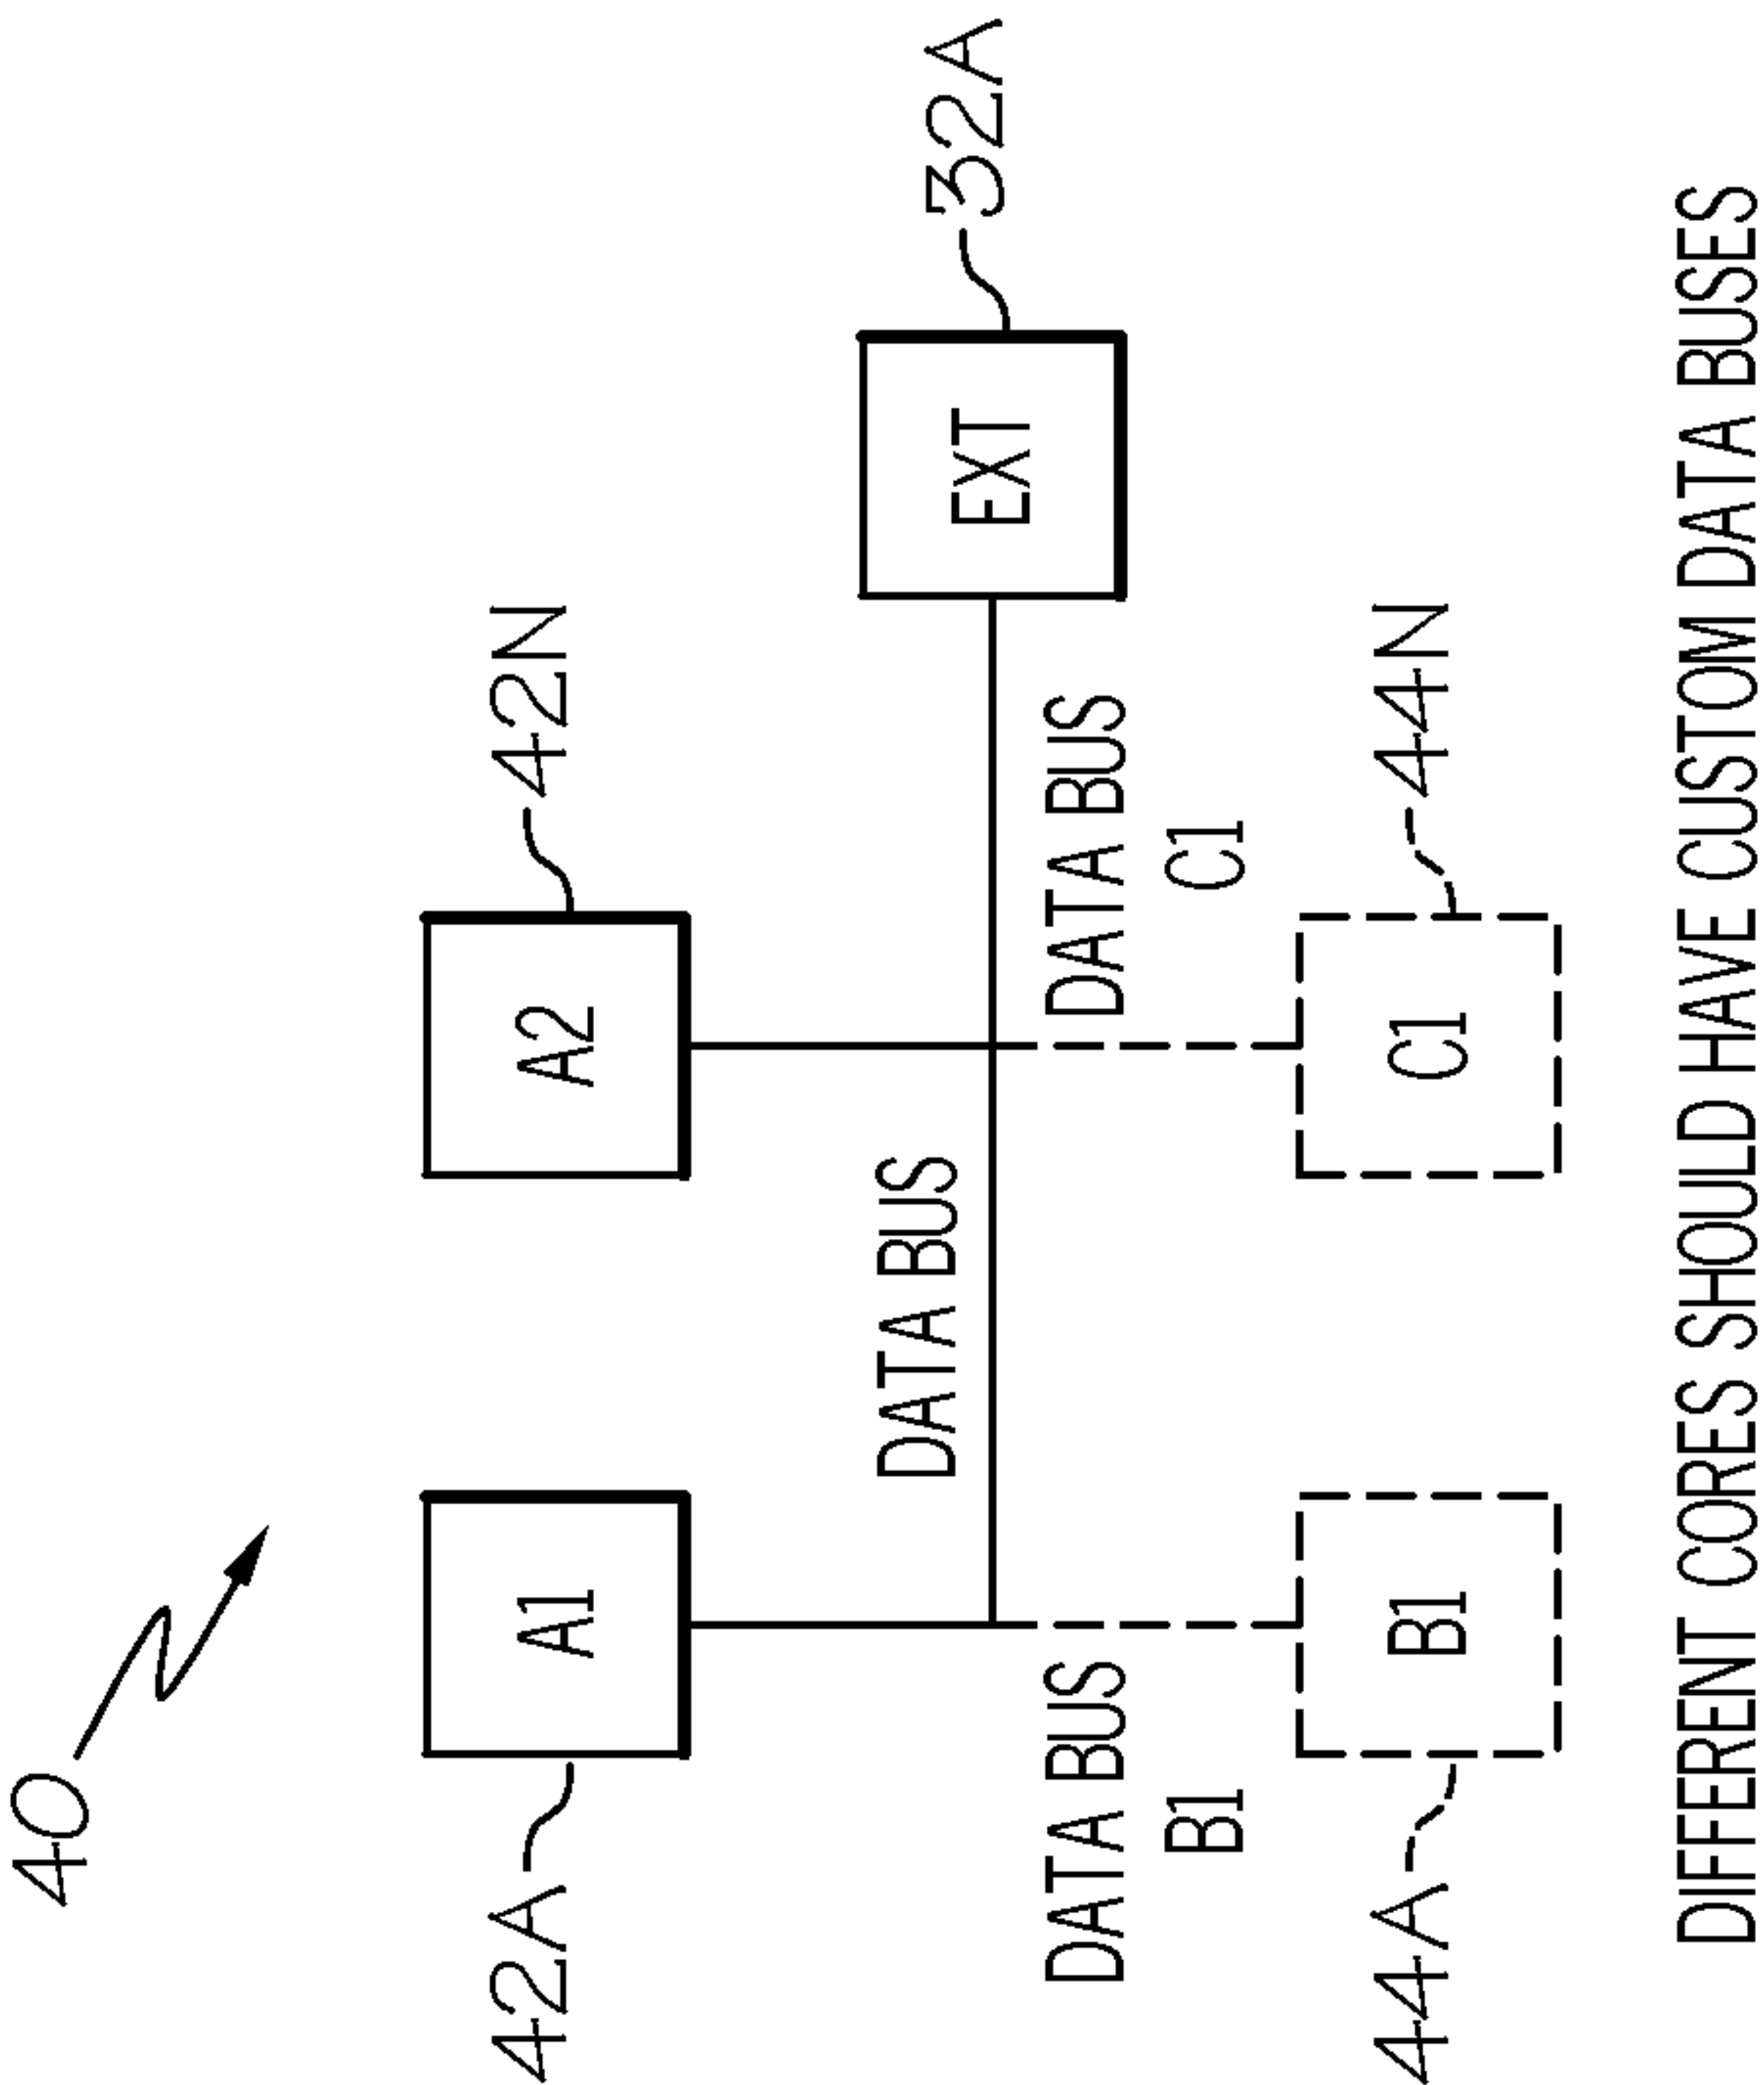 40
42A
A1
A2
42N
DATA BUS
EXT
32A
DATA BUS
B1
DATA BUS
C1
44A
B1
C1
44N
DIFFERENT CORES SHOULD HAVE CUSTOM DATA BUSES